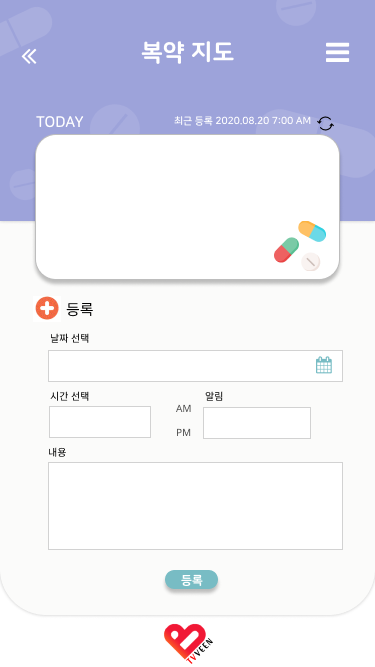 복약 지도
TODAY
최근 등록 2020.08.20 7:00 AM
등록
날짜 선택
시간 선택
알림
AM
PM
내용
등록
TVVEEN